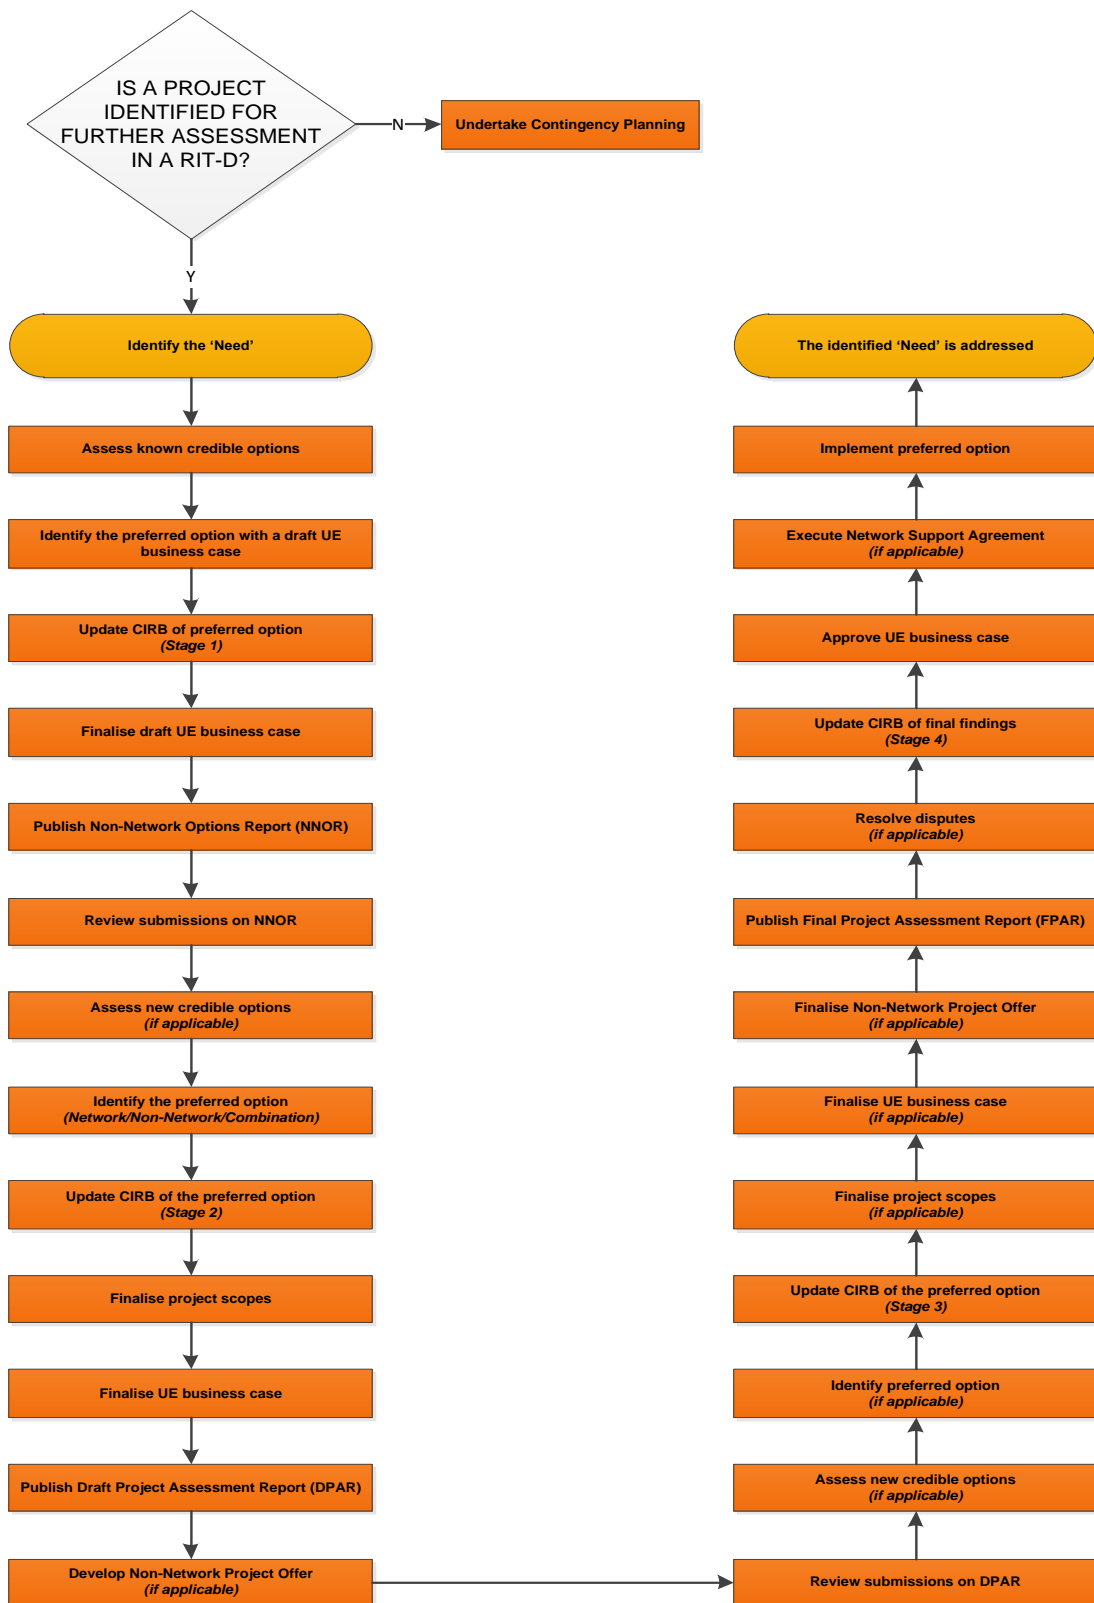 IS A PROJECT
IDENTIFIED FOR
FURTHER ASSESSMENT
IN A RIT-D?
N
Undertake Contingency Planning
Y
Identify the ‘Need’
Assess known credible options
Identify the preferred option with a draft UE
business case
Update CIRB of preferred option
(Stage 1)
Finalise draft UE business case
Publish Non-Network Options Report (NNOR)
Review submissions on NNOR
Assess new credible options
(if applicable)
Identify the preferred option
(Network/Non-Network/Combination)
Update CIRB of the preferred option
(Stage 2)
Finalise project scopes
Finalise UE business case
Publish Draft Project Assessment Report (DPAR)
Develop Non-Network Project Offer
(if applicable)
The identified ‘Need’ is addressed
Implement preferred option
Execute Network Support Agreement
(if applicable)
Approve UE business case
Update CIRB of final findings
(Stage 4)
Resolve disputes
(if applicable)
Publish Final Project Assessment Report (FPAR)
Finalise Non-Network Project Offer
(if applicable)
Finalise UE business case
(if applicable)
Finalise project scopes
(if applicable)
Update CIRB of the preferred option
(Stage 3)
Identify preferred option
(if applicable)
Assess new credible options
(if applicable)
Review submissions on DPAR